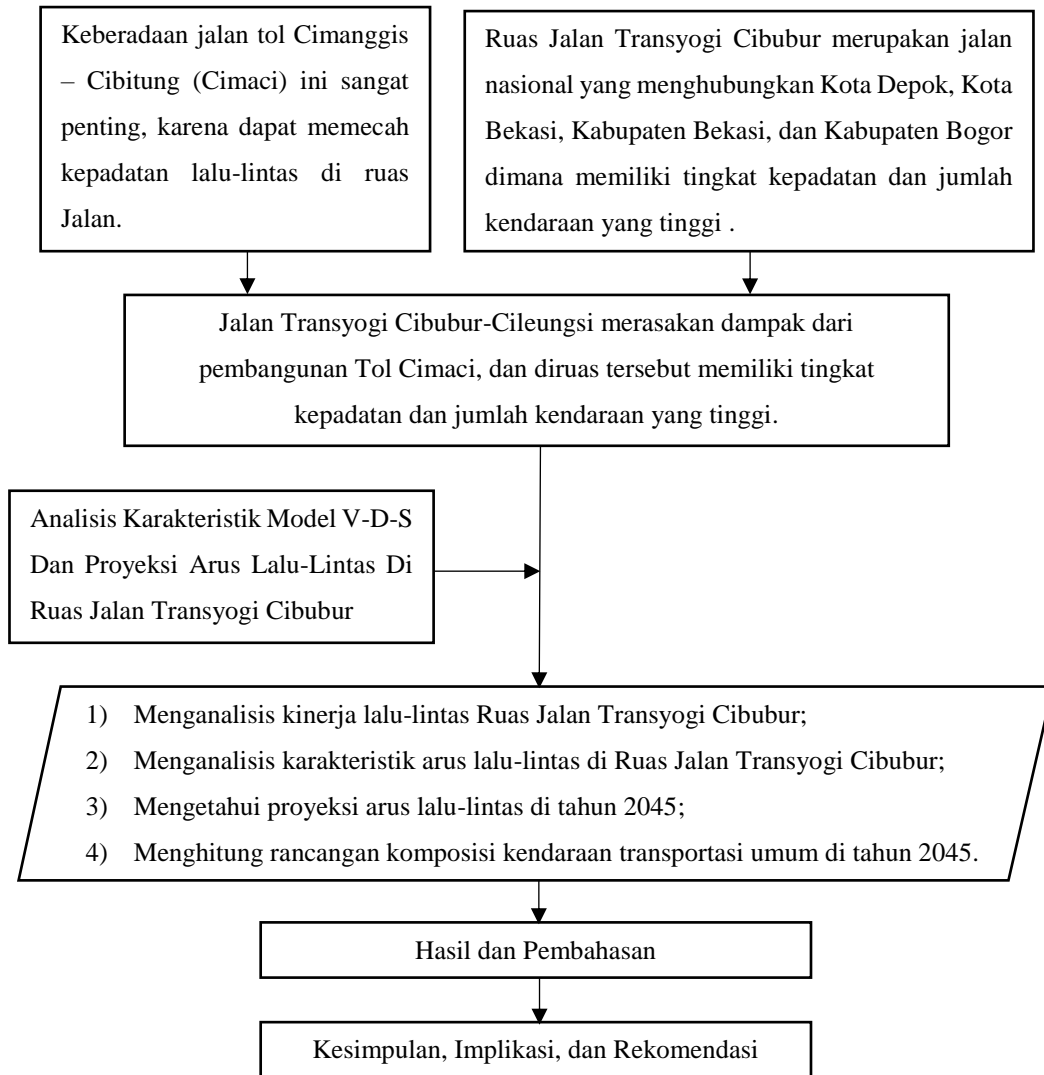 Keberadaan jalan tol Cimanggis
– Cibitung (Cimaci) ini sangat
penting, karena dapat memecah
kepadatan lalu-lintas di ruas
Jalan.
Ruas Jalan Transyogi Cibubur merupakan jalan
nasional yang menghubungkan Kota Depok, Kota
Bekasi, Kabupaten Bekasi, dan Kabupaten Bogor
dimana memiliki tingkat kepadatan dan jumlah
kendaraan yang tinggi .
Jalan Transyogi Cibubur-Cileungsi merasakan dampak dari
pembangunan Tol Cimaci, dan diruas tersebut memiliki tingkat
kepadatan dan jumlah kendaraan yang tinggi.
Analisis Karakteristik Model V-D-S
Dan Proyeksi Arus Lalu-Lintas Di
Ruas Jalan Transyogi Cibubur
1) Menganalisis kinerja lalu-lintas Ruas Jalan Transyogi Cibubur;
2) Menganalisis karakteristik arus lalu-lintas di Ruas Jalan Transyogi Cibubur;
3) Mengetahui proyeksi arus lalu-lintas di tahun 2045;
4) Menghitung rancangan komposisi kendaraan transportasi umum di tahun 2045.
Hasil dan Pembahasan
Kesimpulan, Implikasi, dan Rekomendasi